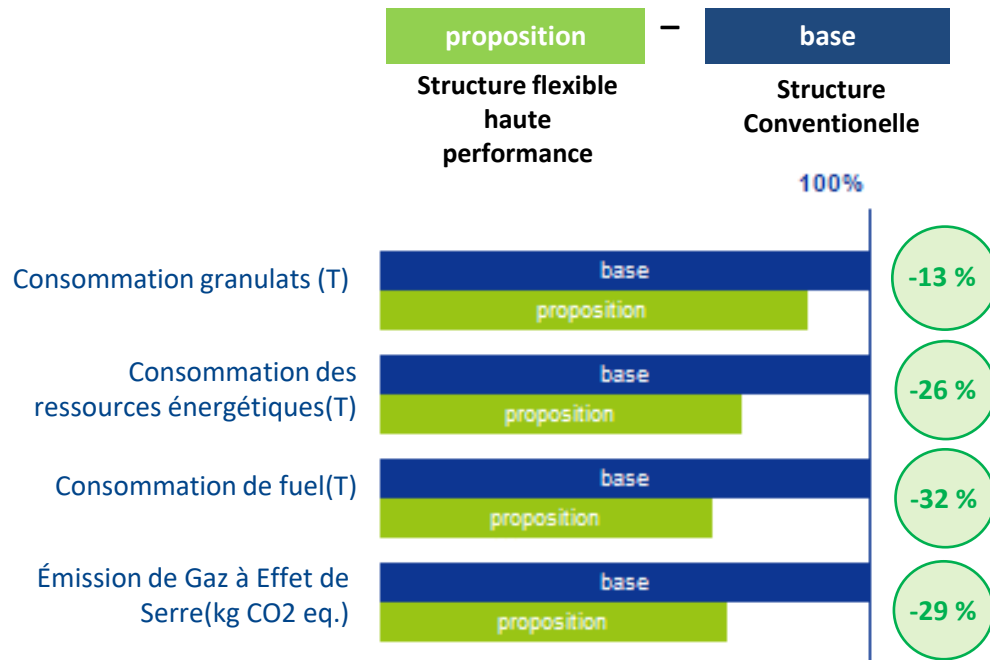 proposition – base
Structure flexible
haute
performance
Structure
Conventionelle
100%
Consommation granulats (T)
base
proposition
-13 %
Consommation des
ressources énergétiques(T)
base
proposition
-26 %
Consommation de fuel(T)
base
proposition
-32 %
Émission de Gaz à Effet de
Serre(kg CO2 eq.)
base
proposition
-29 %